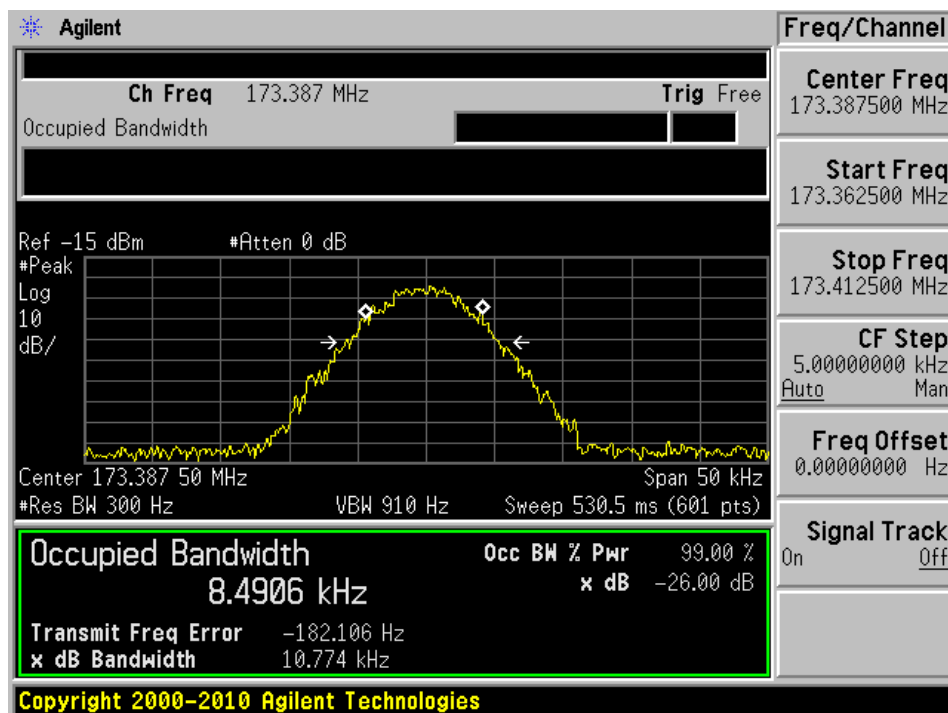 Agilent
Freq/Channel
Ch Freq 173.387 MHz Trig Free
Occupied Bandwidth
Center Freq
173.387500 MHz
Start Freq
173.362500 MHz
Ref -15 dBm #Atten 0 dB
#Peak
Log
10
dB/
Stop Freq
173.412500 MHz
CF Step
5.00000000 kHz
Auto Man
Freq Offset
0.00000000 Hz
Center 173.387 50 MHz Span 50 kHz
#Res BW 300 Hz VBW 910 Hz Sweep 530.5 ms (601 pts)
Signal Track
On Off
Occupied Bandwidth
8.4906 kHz
Occ BW % Pwr 99.00 %
x dB -26.00 dB
Transmit Freq Error -182.106 Hz
x dB Bandwidth 10.774 kHz
Copyright 2000-2010 Agilent Technologies